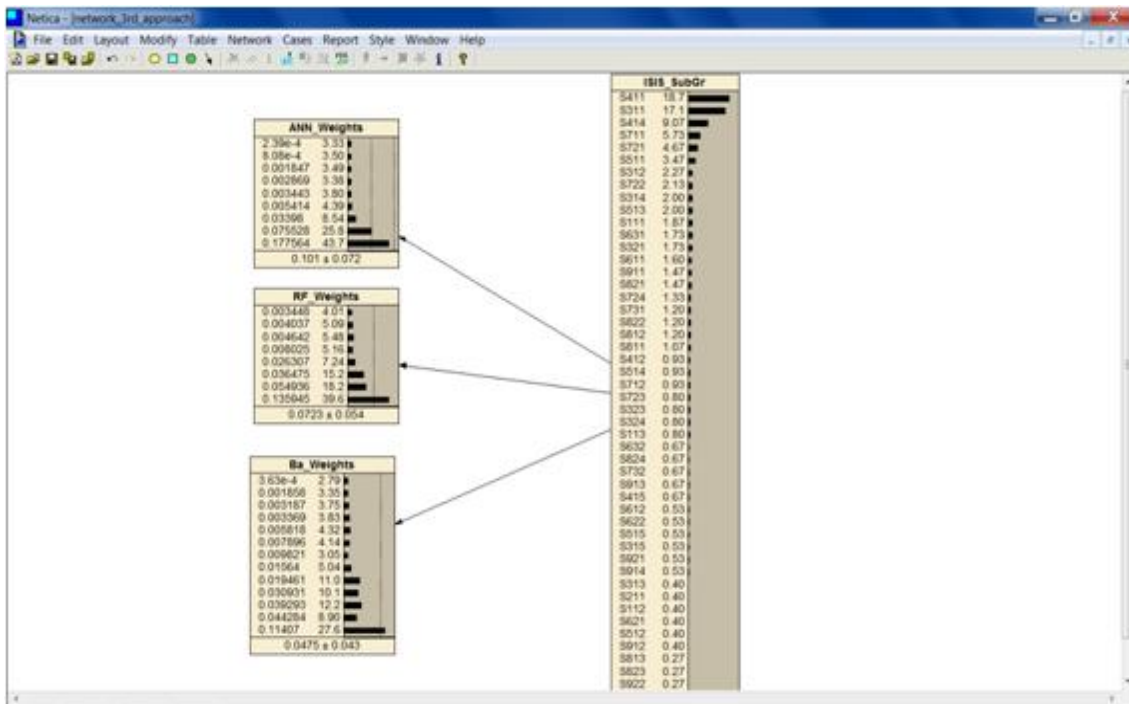 Netica - [network_3rd_approach]
File Edit Layout Modify Table Network Cases Report Style Window Help
ANN_Weights
2.39e-4 3.33
8.08e-4 3.50
0.001847 3.49
0.002869 3.38
0.003443 3.80
0.005414 4.39
0.03398 8.54
0.075528 25.8
0.177564 43.7
0.101 ± 0.072
RF_Weights
0.003446 4.01
0.004037 5.09
0.004642 5.48
0.008025 5.16
0.026307 7.24
0.036475 15.2
0.054936 18.2
0.135945 39.6
0.0723 ± 0.054
Ba_Weights
3.63e-4 2.79
0.001858 3.35
0.003187 3.75
0.003369 3.83
0.005818 4.32
0.007896 4.14
0.009821 3.05
0.01564 5.04
0.019461 11.0
0.030931 10.1
0.039293 12.2
0.044284 8.90
0.11407 27.6
0.0475 ± 0.043
ISIS_SubGr
S411 18.7
S311 17.1
S414 9.07
S711 5.73
S721 4.67
S511 3.47
S312 2.27
S722 2.13
S314 2.00
S513 2.00
S111 1.87
S631 1.73
S321 1.73
S611 1.60
S911 1.47
S821 1.47
S724 1.33
S731 1.20
S822 1.20
S812 1.20
S811 1.07
S412 0.93
S514 0.93
S712 0.93
S723 0.80
S323 0.80
S324 0.80
S113 0.80
S632 0.67
S824 0.67
S732 0.67
S913 0.67
S415 0.67
S612 0.53
S622 0.53
S515 0.53
S315 0.53
S921 0.53
S914 0.53
S313 0.40
S211 0.40
S112 0.40
S621 0.40
S512 0.40
S912 0.40
S813 0.27
S823 0.27
S922 0.27